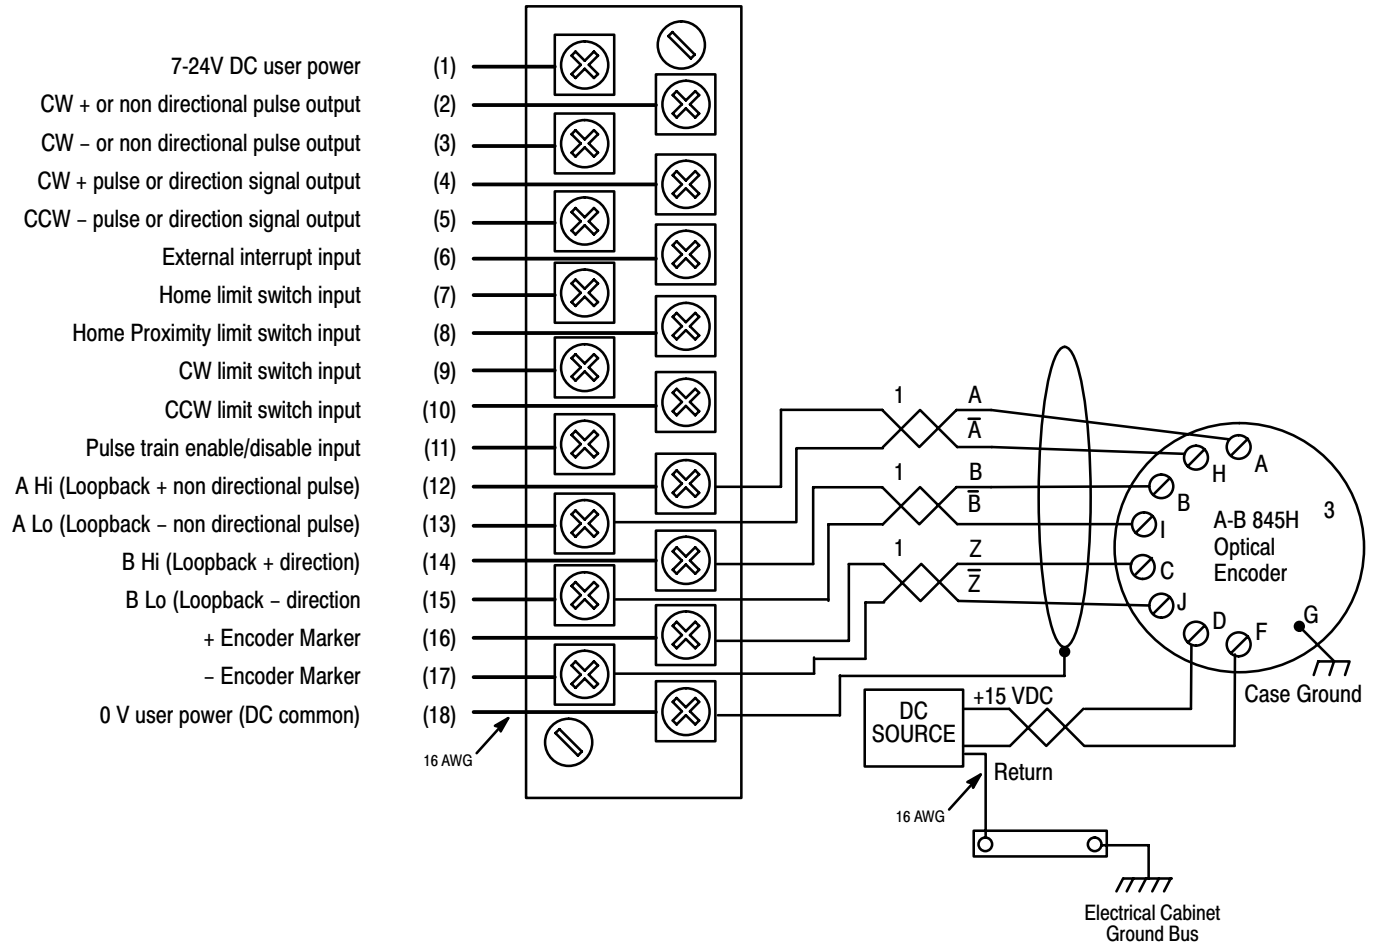 7-24V DC user power (1)
CW + or non directional pulse output (2)
CW – or non directional pulse output (3)
CW + pulse or direction signal output (4)
CCW – pulse or direction signal output (5)
External interrupt input (6)
Home limit switch input (7)
Home Proximity limit switch input (8)
CW limit switch input (9)
CCW limit switch input (10)
Pulse train enable/disable input (11)
A Hi (Loopback + non directional pulse) (12)
A Lo (Loopback – non directional pulse) (13)
B Hi (Loopback + direction) (14)
B Lo (Loopback – direction (15)
+ Encoder Marker (16)
– Encoder Marker (17)
0 V user power (DC common) (18)
16 AWG
1 A
A̅
1 B
B̅
1 Z
Z̅
A
H
B
I
C
J
D
F
G
3
A-B 845H
Optical
Encoder
Case Ground
DC
SOURCE
+15 VDC
Return
16 AWG
Electrical Cabinet
Ground Bus